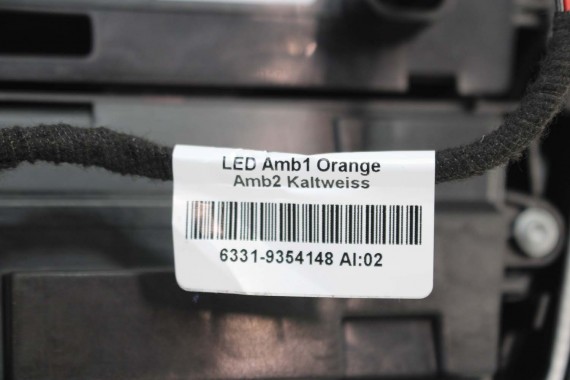 LED Amb1 Orange
Amb2 Kaltweiss
6331-9354148 AI:02